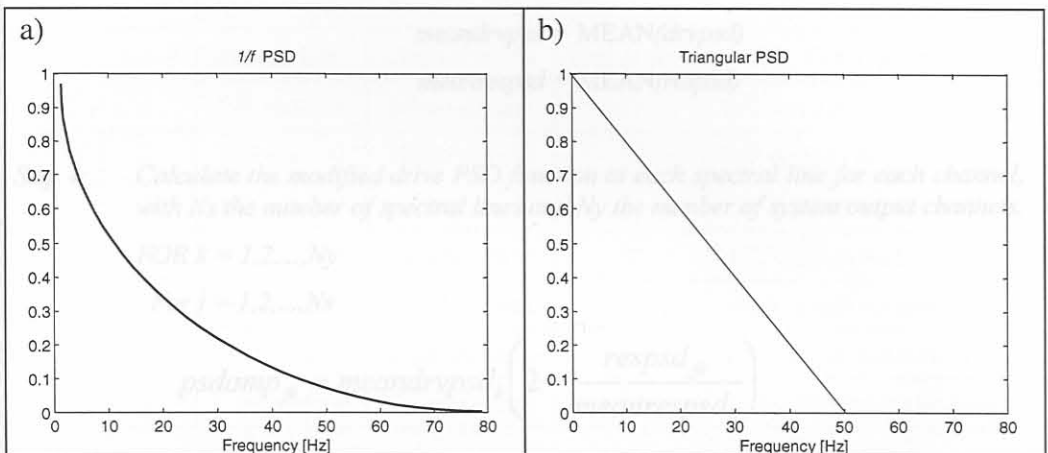 a)
1/f PSD
1
0.9
0.8
0.7
0.6
0.5
0.4
0.3
0.2
0.1
0
0 10 20 30 40 50 60 70 80
Frequency [Hz]
b)
Triangular PSD
1
0.9
0.8
0.7
0.6
0.5
0.4
0.3
0.2
0.1
0
0 10 20 30 40 50 60 70 80
Frequency [Hz]
MEAN(drvpsd)
Calculate the modified drive PSD function at each spectral line for each channel,
with Ns the number of spectral lines and Ny the number of system output channels.
FOR k = 1,2,...,Ny
i = 1,2,...,Ns